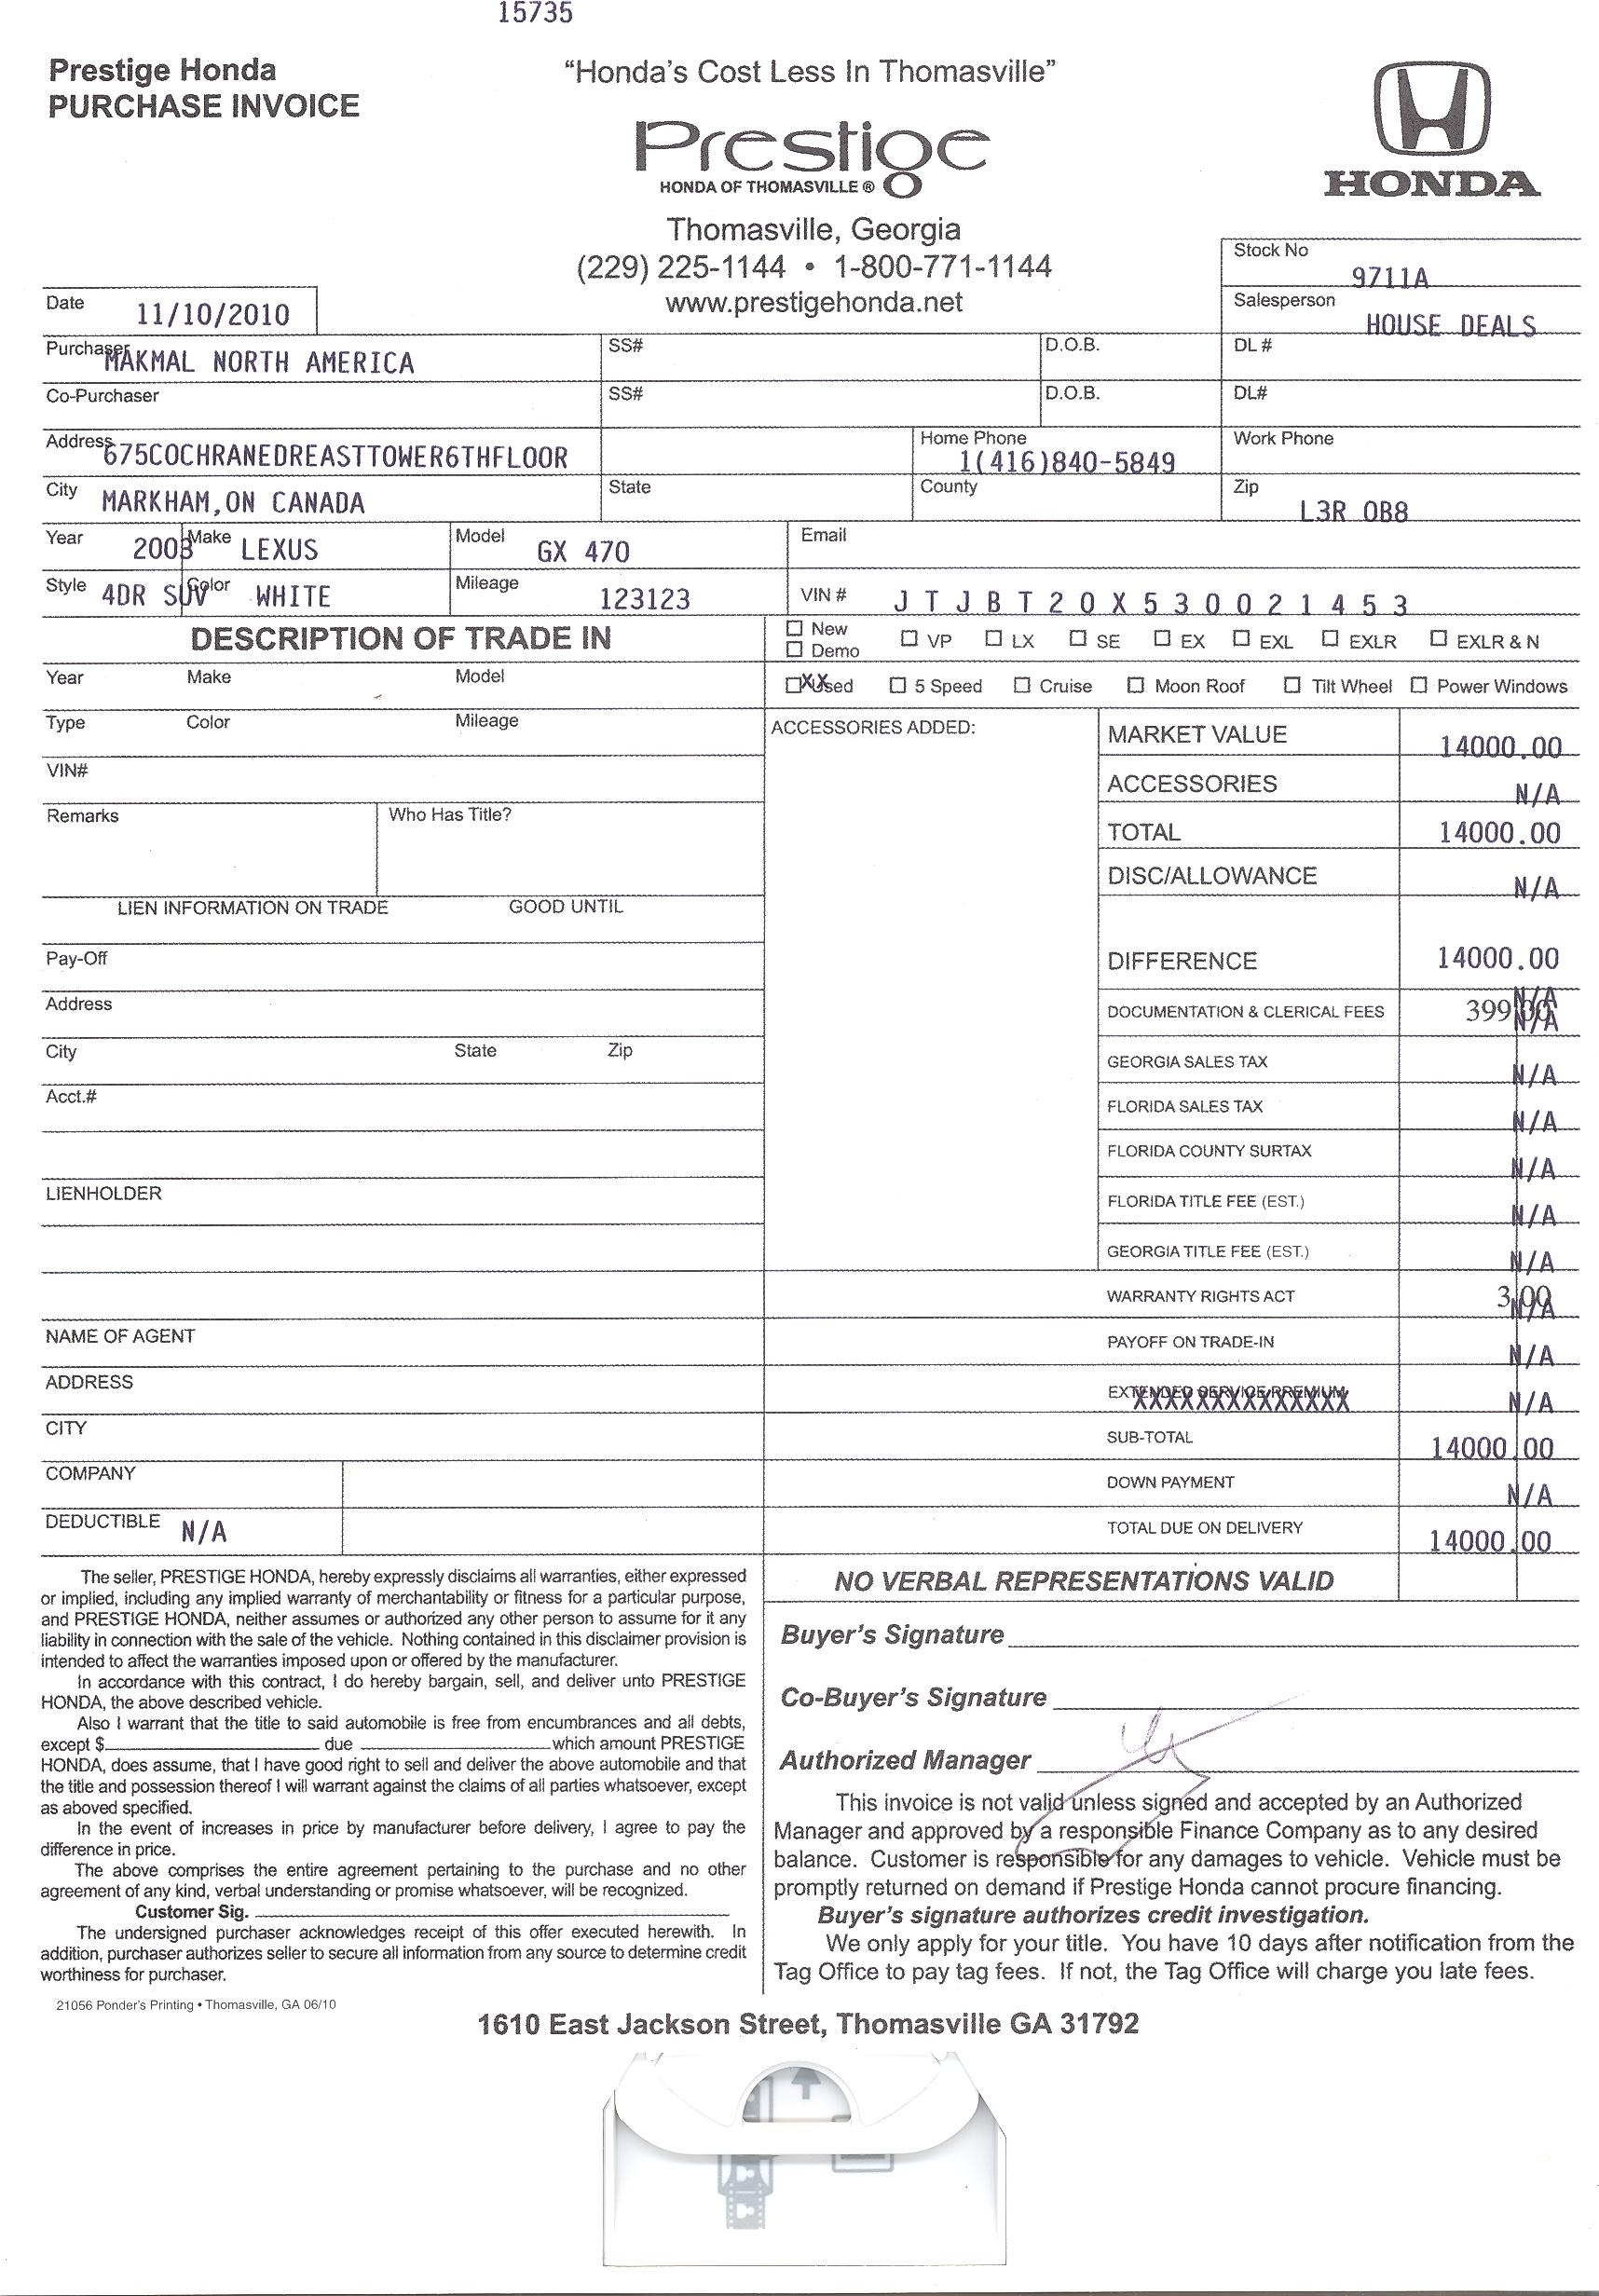 15735
Prestige Honda
PURCHASE INVOICE
“Honda’s Cost Less In Thomasville”
Prestige
HONDA OF THOMASVILLE ®
HONDA
Thomasville, Georgia
(229) 225-1144 • 1-800-771-1144
www.prestigehonda.net
Stock No 9711A
Date 11/10/2010
Salesperson HOUSE DEALS
Purchaser MAKMAL NORTH AMERICA SS# D.O.B. DL #
Co-Purchaser SS# D.O.B. DL#
Address 675COCHRANEDREASTTOWER6THFLOOR Home Phone 1(416)840-5849 Work Phone
City MARKHAM,ON CANADA State County Zip L3R 0B8
Year 2003 Make LEXUS Model GX 470 Email
Style 4DR SUV Color WHITE Mileage 123123 VIN # JTJBT20X530021453
DESCRIPTION OF TRADE IN
☐ New ☐ VP ☐ LX ☐ SE ☐ EX ☐ EXL ☐ EXLR ☐ EXLR & N
☐ Demo
Year Make Model
☐ XX Used ☐ 5 Speed ☐ Cruise ☐ Moon Roof ☐ Tilt Wheel ☐ Power Windows
Type Color Mileage
VIN#
Remarks Who Has Title?
LIEN INFORMATION ON TRADE GOOD UNTIL
Pay-Off
Address
City State Zip
Acct.#
LIENHOLDER
NAME OF AGENT
ADDRESS
CITY
COMPANY
DEDUCTIBLE N/A
ACCESSORIES ADDED:
MARKET VALUE 14000.00
ACCESSORIES N/A
TOTAL 14000.00
DISC/ALLOWANCE N/A
DIFFERENCE 14000.00
N/A
DOCUMENTATION & CLERICAL FEES 399.00 N/A
GEORGIA SALES TAX N/A
FLORIDA SALES TAX N/A
FLORIDA COUNTY SURTAX N/A
FLORIDA TITLE FEE (EST.) N/A
GEORGIA TITLE FEE (EST.) N/A
WARRANTY RIGHTS ACT 3.00 N/A
PAYOFF ON TRADE-IN N/A
EXTENDED SERVICE PREMIUM XXXXXXXXXXXXXX N/A
SUB-TOTAL 14000.00
DOWN PAYMENT N/A
TOTAL DUE ON DELIVERY 14000.00
The seller, PRESTIGE HONDA, hereby expressly disclaims all warranties, either expressed
or implied, including any implied warranty of merchantability or fitness for a particular purpose,
and PRESTIGE HONDA, neither assumes or authorized any other person to assume for it any
liability in connection with the sale of the vehicle. Nothing contained in this disclaimer provision is
intended to affect the warranties imposed upon or offered by the manufacturer.
In accordance with this contract, I do hereby bargain, sell, and deliver unto PRESTIGE
HONDA, the above described vehicle.
Also I warrant that the title to said automobile is free from encumbrances and all debts,
except $ due which amount PRESTIGE
HONDA, does assume, that I have good right to sell and deliver the above automobile and that
the title and possession thereof I will warrant against the claims of all parties whatsoever, except
as aboved specified.
In the event of increases in price by manufacturer before delivery, I agree to pay the
difference in price.
The above comprises the entire agreement pertaining to the purchase and no other
agreement of any kind, verbal understanding or promise whatsoever, will be recognized.
Customer Sig.
The undersigned purchaser acknowledges receipt of this offer executed herewith. In
addition, purchaser authorizes seller to secure all information from any source to determine credit
worthiness for purchaser.
21056 Ponder's Printing • Thomasville, GA 06/10
NO VERBAL REPRESENTATIONS VALID
Buyer's Signature
Co-Buyer's Signature
Authorized Manager
This invoice is not valid unless signed and accepted by an Authorized
Manager and approved by a responsible Finance Company as to any desired
balance. Customer is responsible for any damages to vehicle. Vehicle must be
promptly returned on demand if Prestige Honda cannot procure financing.
Buyer's signature authorizes credit investigation.
We only apply for your title. You have 10 days after notification from the
Tag Office to pay tag fees. If not, the Tag Office will charge you late fees.
1610 East Jackson Street, Thomasville GA 31792